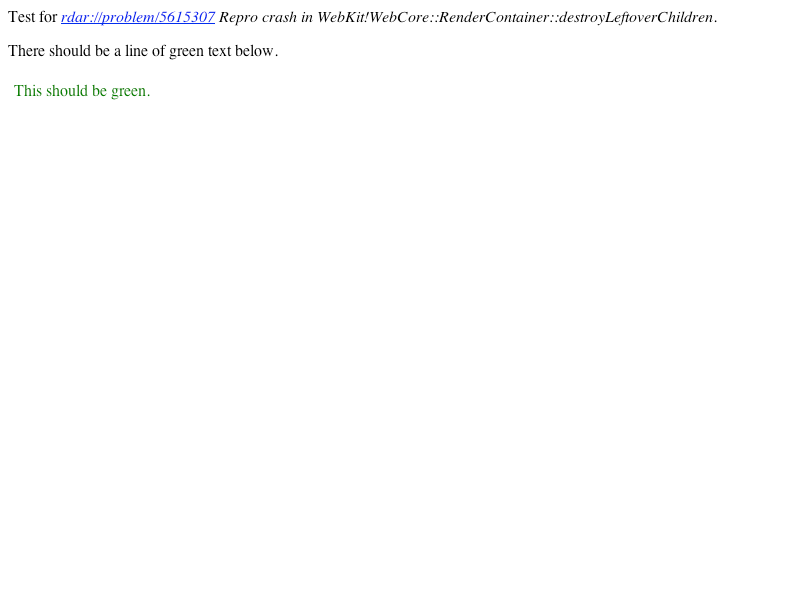 Test for rdar://problem/5615307 Repro crash in WebKit!WebCore::RenderContainer::destroyLeftoverChildren.
There should be a line of green text below.
This should be green.